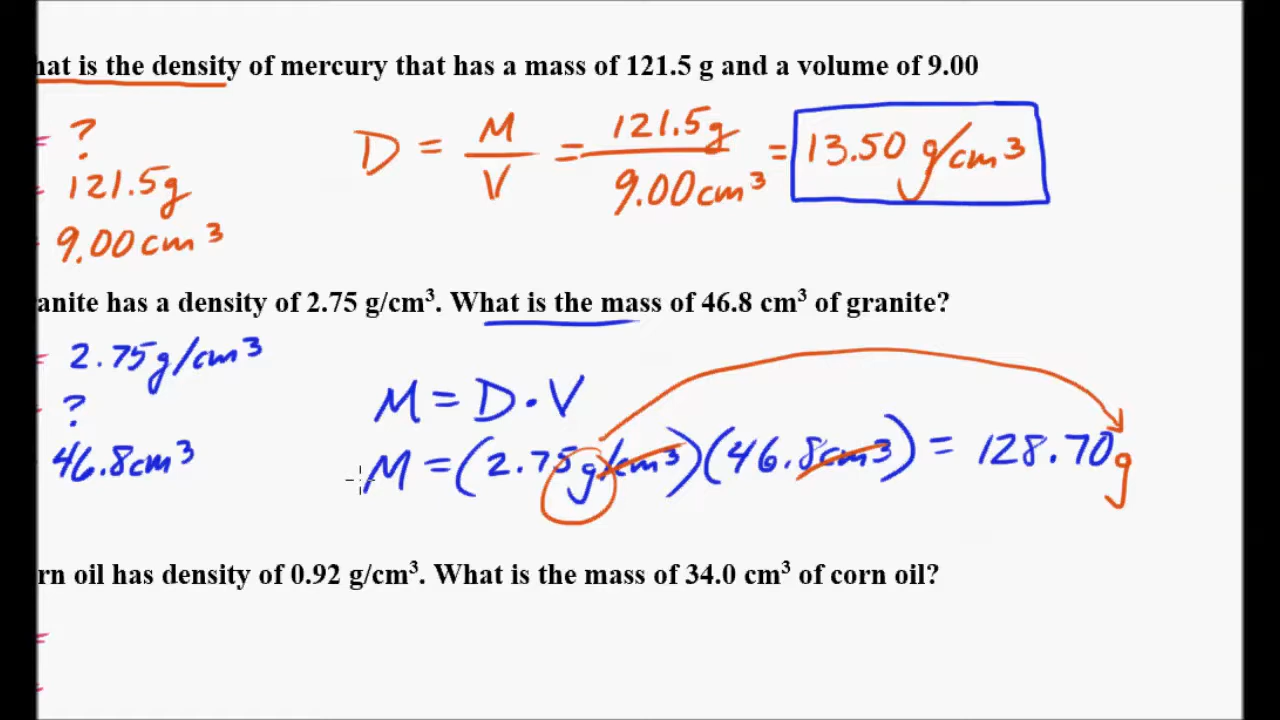 hat is the density of mercury that has a mass of 121.5 g and a volume of 9.00
= ?
= 121.5g
= 9.00cm³
D = M/V = 121.5g/9.00cm³ = 13.50 g/cm³
anite has a density of 2.75 g/cm³. What is the mass of 46.8 cm³ of granite?
= 2.75g/cm³
?
46.8cm³
M = D · V
M = (2.75g/cm³)(46.8cm³) = 128.70g
rn oil has density of 0.92 g/cm³. What is the mass of 34.0 cm³ of corn oil?
=